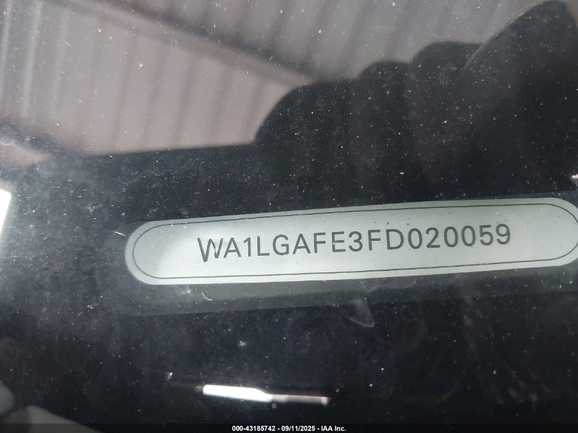 WA1LGAFE3FD020059
000-43185742 - 09/11/2025 - IAA Inc.